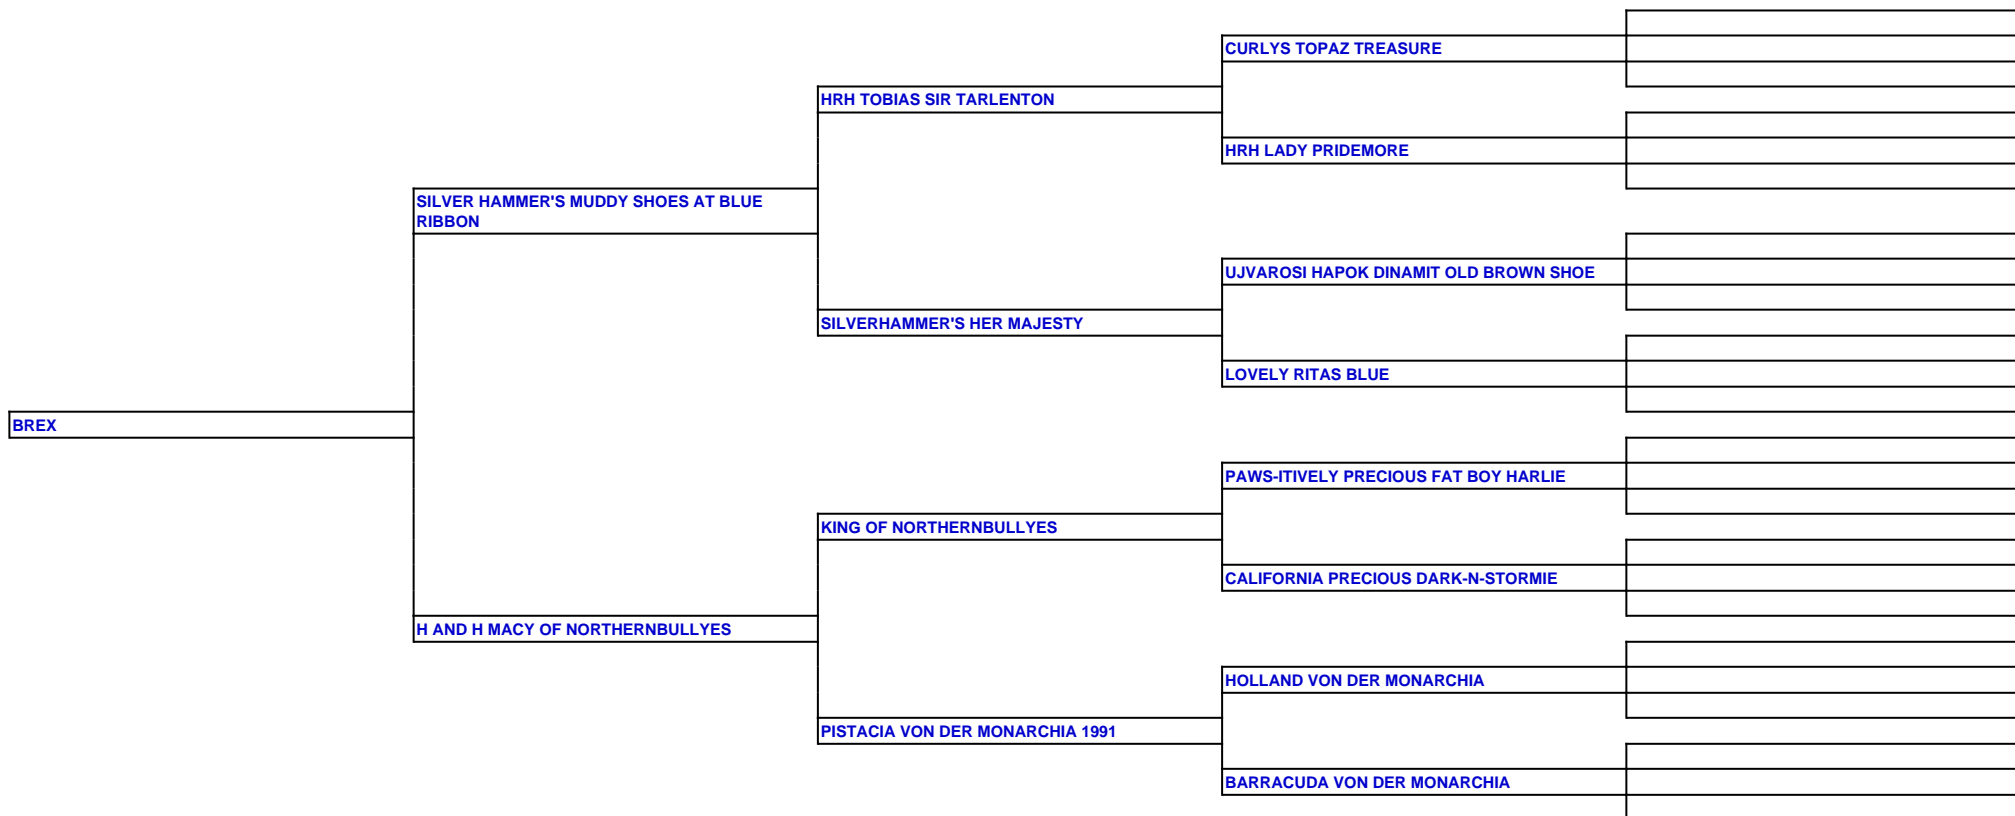 CURLYS TOPAZ TREASURE
HRH TOBIAS SIR TARLENTON
HRH LADY PRIDEMORE
SILVER HAMMER'S MUDDY SHOES AT BLUE
RIBBON
UJVAROSI HAPOK DINAMIT OLD BROWN SHOE
SILVERHAMMER'S HER MAJESTY
LOVELY RITAS BLUE
BREX
PAWS-ITIVELY PRECIOUS FAT BOY HARLIE
KING OF NORTHERNBULLYES
CALIFORNIA PRECIOUS DARK-N-STORMIE
H AND H MACY OF NORTHERNBULLYES
HOLLAND VON DER MONARCHIA
PISTACIA VON DER MONARCHIA 1991
BARRACUDA VON DER MONARCHIA